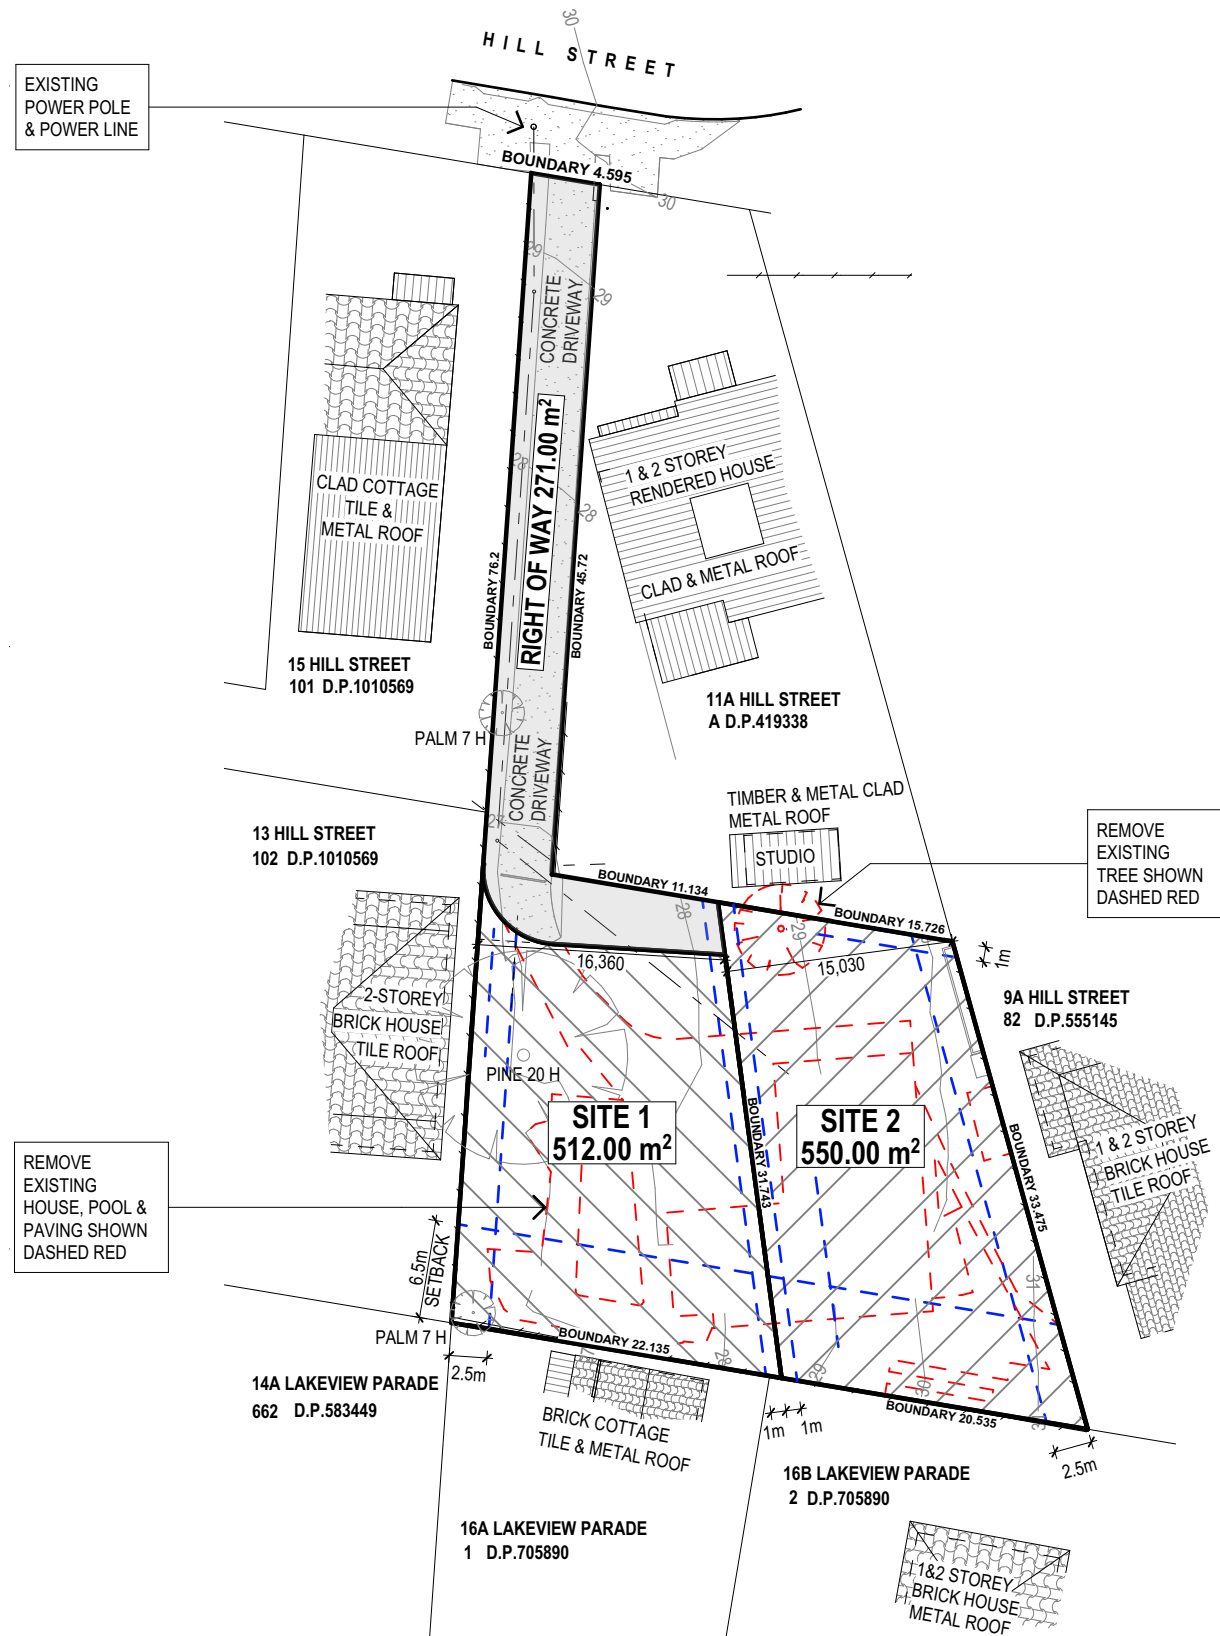 HILL STREET
30
EXISTING
POWER POLE
& POWER LINE
BOUNDARY 4.595
30
29
29
CONCRETE
DRIVEWAY
RIGHT OF WAY 271.00 m²
28
28
BOUNDARY 76.2
BOUNDARY 45.72
CLAD COTTAGE
TILE &
METAL ROOF
1 & 2 STOREY
RENDERED HOUSE
CLAD & METAL ROOF
15 HILL STREET
101 D.P.1010569
11A HILL STREET
A D.P.419338
PALM 7 H
CONCRETE
DRIVEWAY
27
TIMBER & METAL CLAD
METAL ROOF
STUDIO
REMOVE
EXISTING
TREE SHOWN
DASHED RED
13 HILL STREET
102 D.P.1010569
BOUNDARY 11.134
28
BOUNDARY 15.726
29
16,360
15,030
1m
9A HILL STREET
82 D.P.555145
2-STOREY
BRICK HOUSE
TILE ROOF
PINE 20 H
SITE 1
512.00 m²
SITE 2
550.00 m²
BOUNDARY 31.743
BOUNDARY 33.475
1 & 2 STOREY
BRICK HOUSE
TILE ROOF
REMOVE
EXISTING
HOUSE, POOL &
PAVING SHOWN
DASHED RED
6.5m
SETBACK
31
PALM 7 H
BOUNDARY 22.135
28
29
30
2.5m
14A LAKEVIEW PARADE
662 D.P.583449
BRICK COTTAGE
TILE & METAL ROOF
1m
1m
BOUNDARY 20.535
2.5m
16B LAKEVIEW PARADE
2 D.P.705890
16A LAKEVIEW PARADE
1 D.P.705890
1&2 STOREY
BRICK HOUSE
METAL ROOF